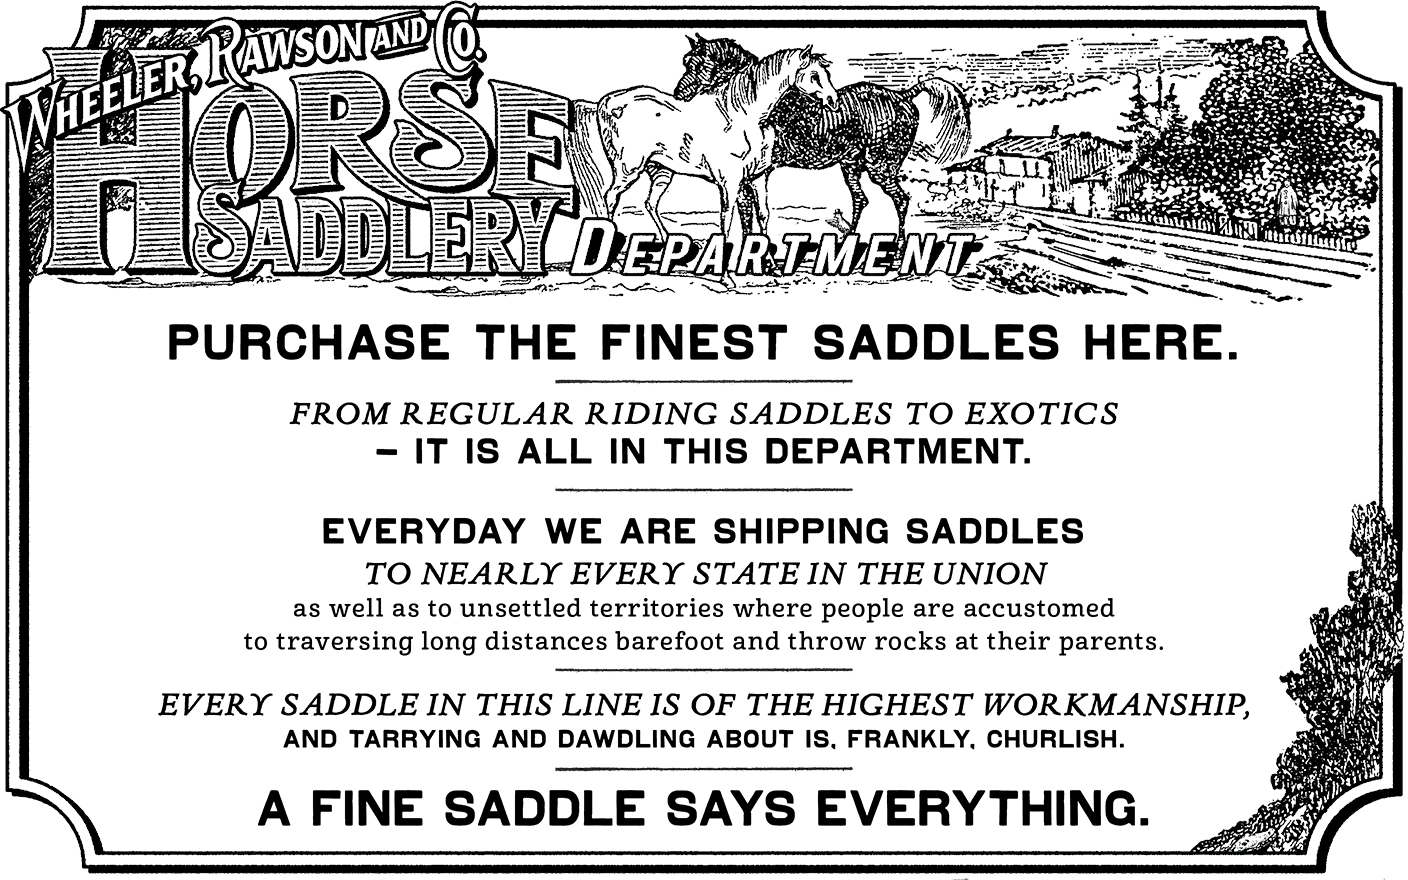 WHEELER, RAWSON AND CO.
HORSE
SADDLERY DEPARTMENT
PURCHASE THE FINEST SADDLES HERE.
FROM REGULAR RIDING SADDLES TO EXOTICS
– IT IS ALL IN THIS DEPARTMENT.
EVERYDAY WE ARE SHIPPING SADDLES
TO NEARLY EVERY STATE IN THE UNION
as well as to unsettled territories where people are accustomed
to traversing long distances barefoot and throw rocks at their parents.
EVERY SADDLE IN THIS LINE IS OF THE HIGHEST WORKMANSHIP,
AND TARRYING AND DAWDLING ABOUT IS, FRANKLY, CHURLISH.
A FINE SADDLE SAYS EVERYTHING.